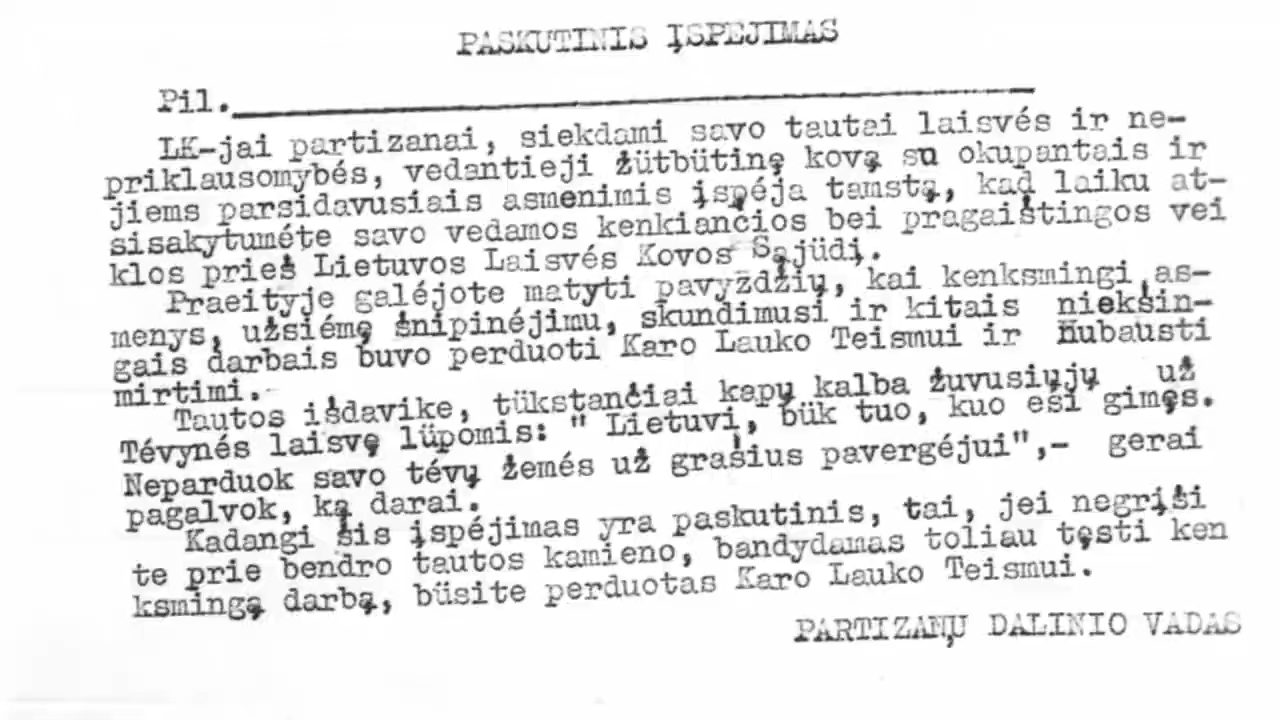 PASKUTINIS ĮSPĖJIMAS
Pil.
LK-jai partizanai, siekdami savo tautai laisvės ir ne-
priklausomybės, vedantieji žūtbūtinę kovą su okupantais ir
jiems parsidavusiais asmenimis įspėja tamstą, kad laiku at-
sisakytumėte savo vedamos kenkiančios bei pragaištingos vei
klos prieš Lietuvos Laisvės Kovos Sąjūdį.
Praeityje galėjote matyti pavyzdžių, kai kenksmingi as-
menys, užsiėmę šnipinėjimu, skundimusi ir kitais niekšin-
gais darbais buvo perduoti Karo Lauko Teismui ir nubausti
mirtimi.
Tautos išdavike, tūkstančiai kapų kalba žuvusiųjų už
Tėvynės laisvę lūpomis: " Lietuvi, būk tuo, kuo esi gimęs.
Neparduok savo tėvų žemės už grašius pavergėjui",- gerai
pagalvok, ką darai.
Kadangi šis įspėjimas yra paskutinis, tai, jei negrįši
te prie bendro tautos kamieno, bandydamas toliau tęsti ken
ksmingą darbą, būsite perduotas Karo Lauko Teismui.
PARTIZANŲ DALINIO VADAS